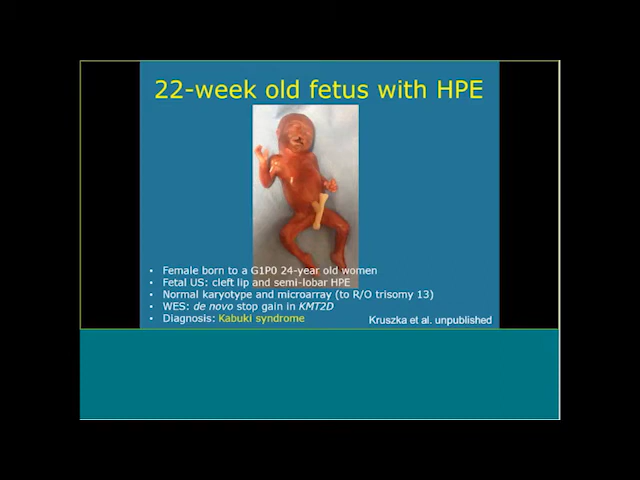 22-week old fetus with HPE
• Female born to a G1P0 24-year old women
• Fetal US: cleft lip and semi-lobar HPE
• Normal karyotype and microarray (to R/O trisomy 13)
• WES: de novo stop gain in KMT2D
• Diagnosis: Kabuki syndrome
Kruszka et al. unpublished